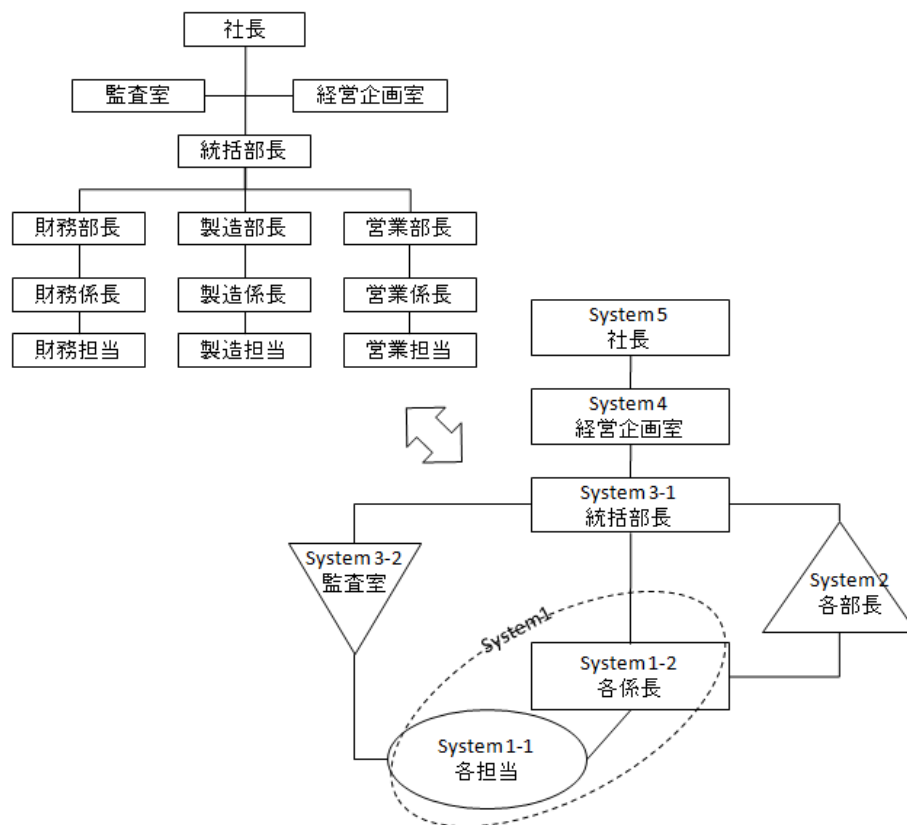 社長
監査室
経営企画室
統括部長
財務部長
製造部長
営業部長
財務係長
製造係長
営業係長
財務担当
製造担当
営業担当
System 5
社長
System 4
経営企画室
System 3-1
統括部長
System 3-2
監査室
System 2
各部長
System1
System 1-2
各係長
System 1-1
各担当